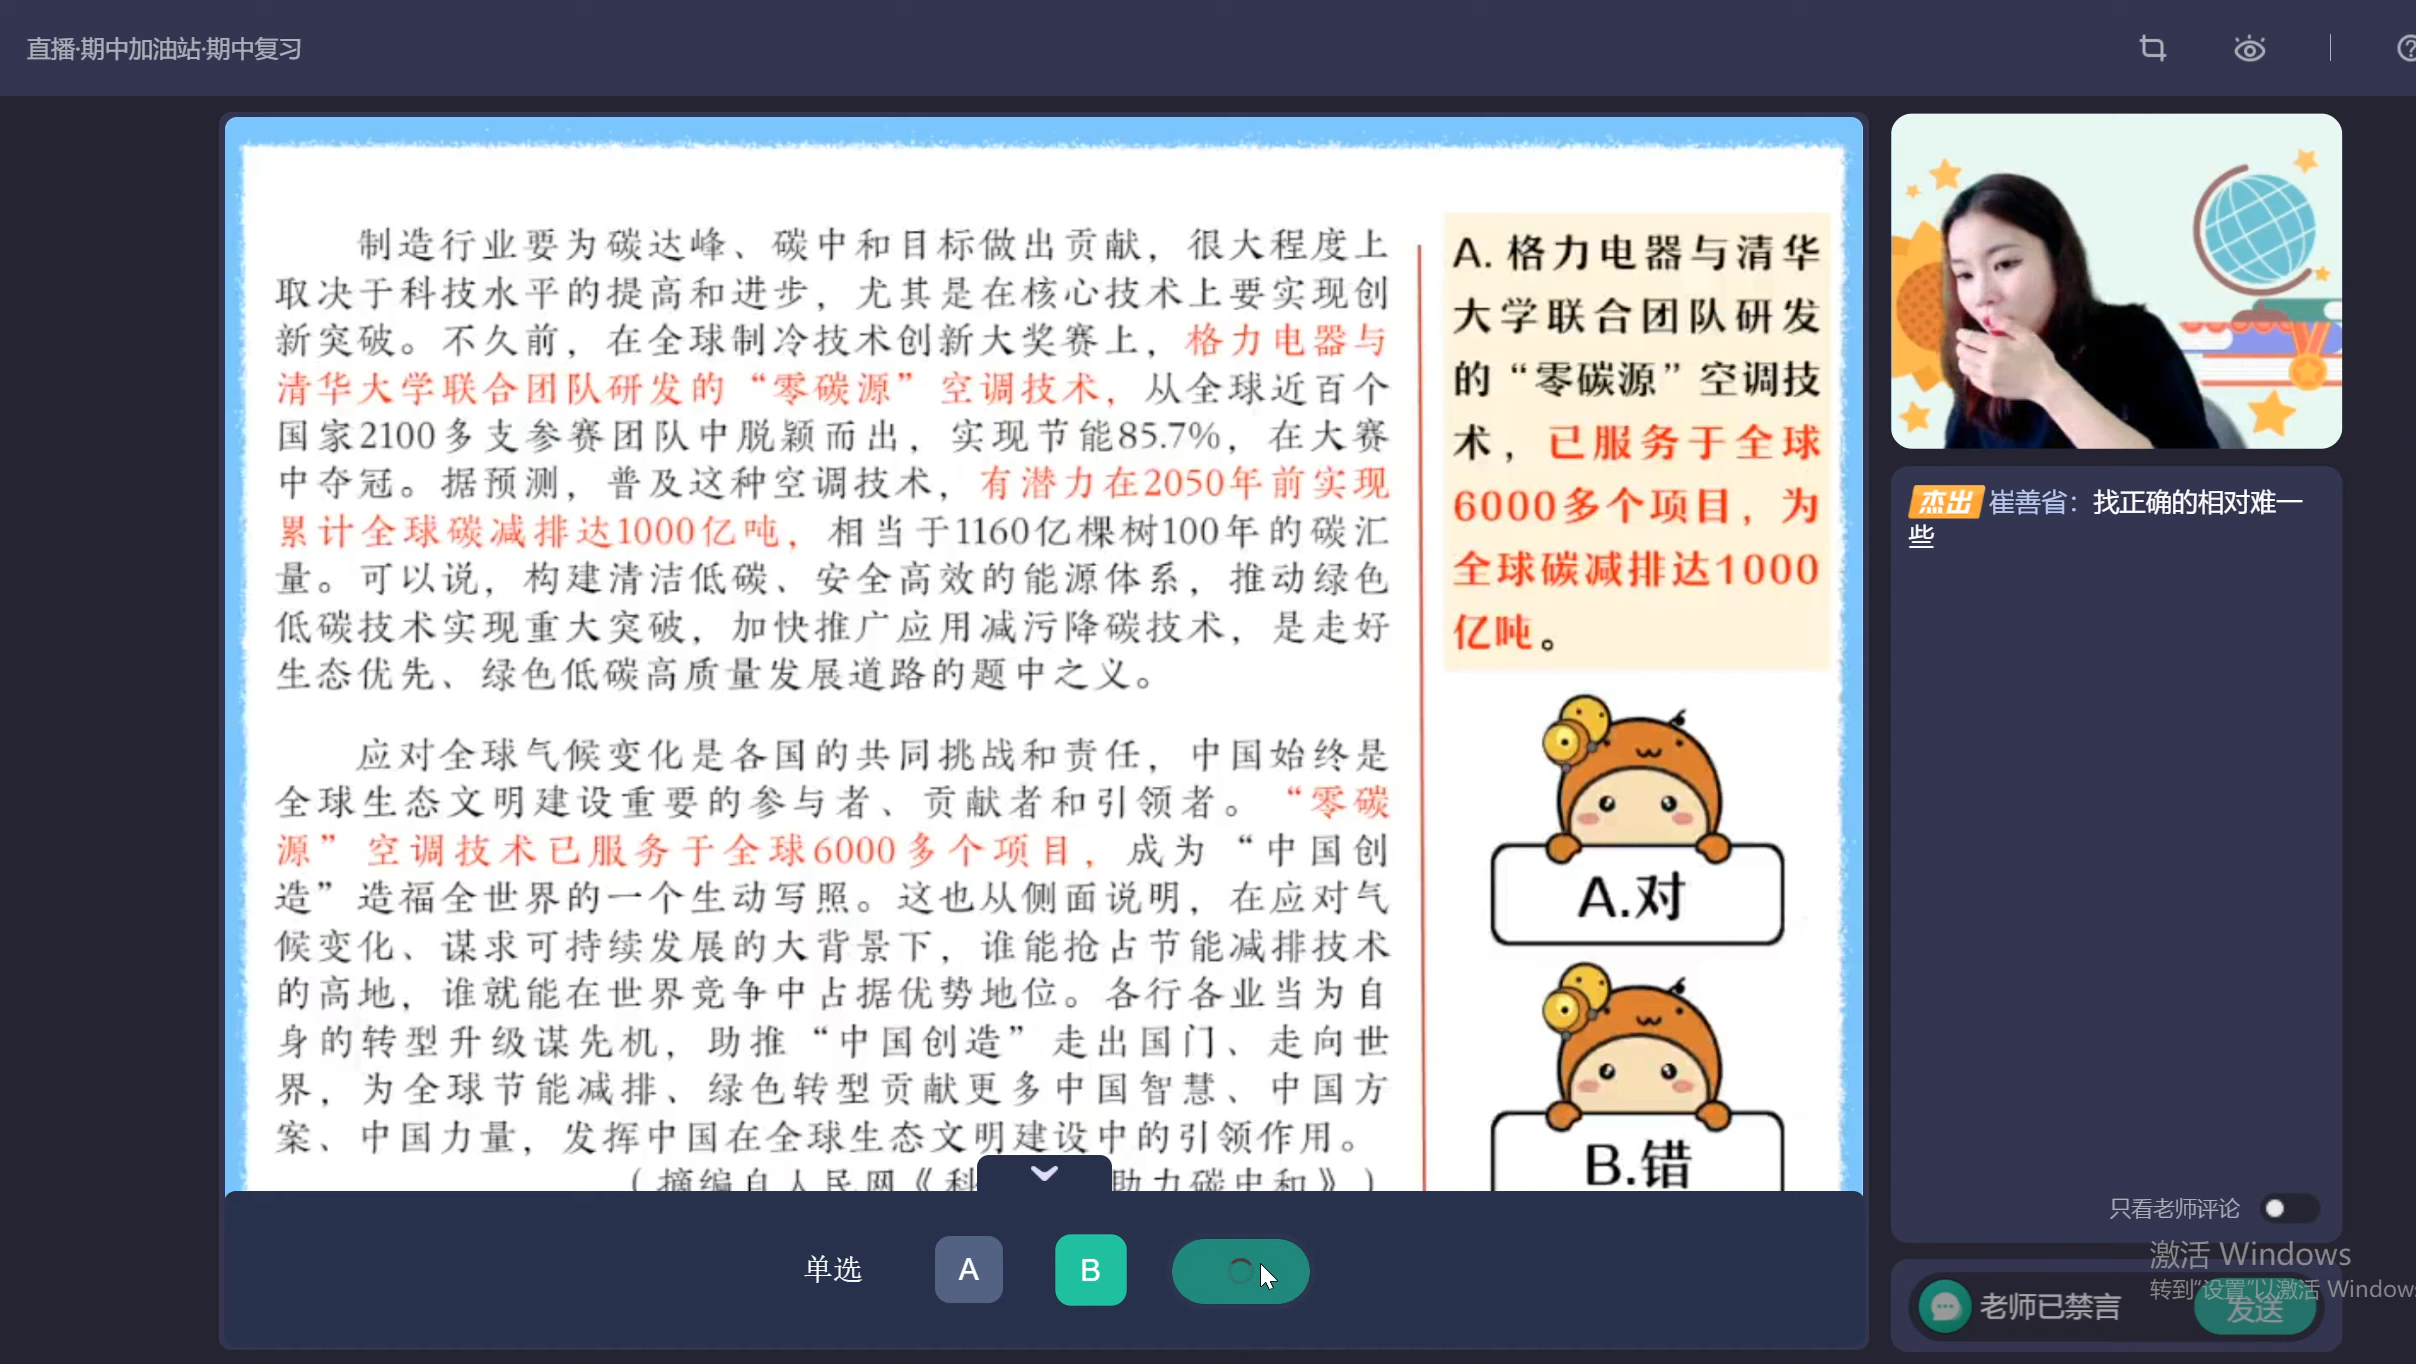 直播·期中加油站·期中复习
制造行业要为碳达峰、碳中和目标做出贡献，很大程度上
取决于科技水平的提高和进步，尤其是在核心技术上要实现创
新突破。不久前，在全球制冷技术创新大奖赛上，格力电器与
清华大学联合团队研发的“零碳源”空调技术，从全球近百个
国家2100多支参赛团队中脱颖而出，实现节能85.7%，在大赛
中夺冠。据预测，普及这种空调技术，有潜力在2050年前实现
累计全球碳减排达1000亿吨，相当于1160亿棵树100年的碳汇
量。可以说，构建清洁低碳、安全高效的能源体系，推动绿色
低碳技术实现重大突破，加快推广应用减污降碳技术，是走好
生态优先、绿色低碳高质量发展道路的题中之义。
应对全球气候变化是各国的共同挑战和责任，中国始终是
全球生态文明建设重要的参与者、贡献者和引领者。“零碳
源”空调技术已服务于全球6000多个项目，成为“中国创
造”造福全世界的一个生动写照。这也从侧面说明，在应对气
候变化、谋求可持续发展的大背景下，谁能抢占节能减排技术
的高地，谁就能在世界竞争中占据优势地位。各行各业当为自
身的转型升级谋先机，助推“中国创造”走出国门、走向世
界，为全球节能减排、绿色转型贡献更多中国智慧、中国方
案、中国力量，发挥中国在全球生态文明建设中的引领作用。
（摘编自人民网《科 助力碳中和》）
A. 格力电器与清华
大学联合团队研发
的“零碳源”空调技
术，已服务于全球
6000多个项目，为
全球碳减排达1000
亿吨。
A.对
B.错
单选
A
B
杰出 崔善省：找正确的相对难一
些
只看老师评论
激活 Windows
转到“设置”以激活 Windows
老师已禁言
发送